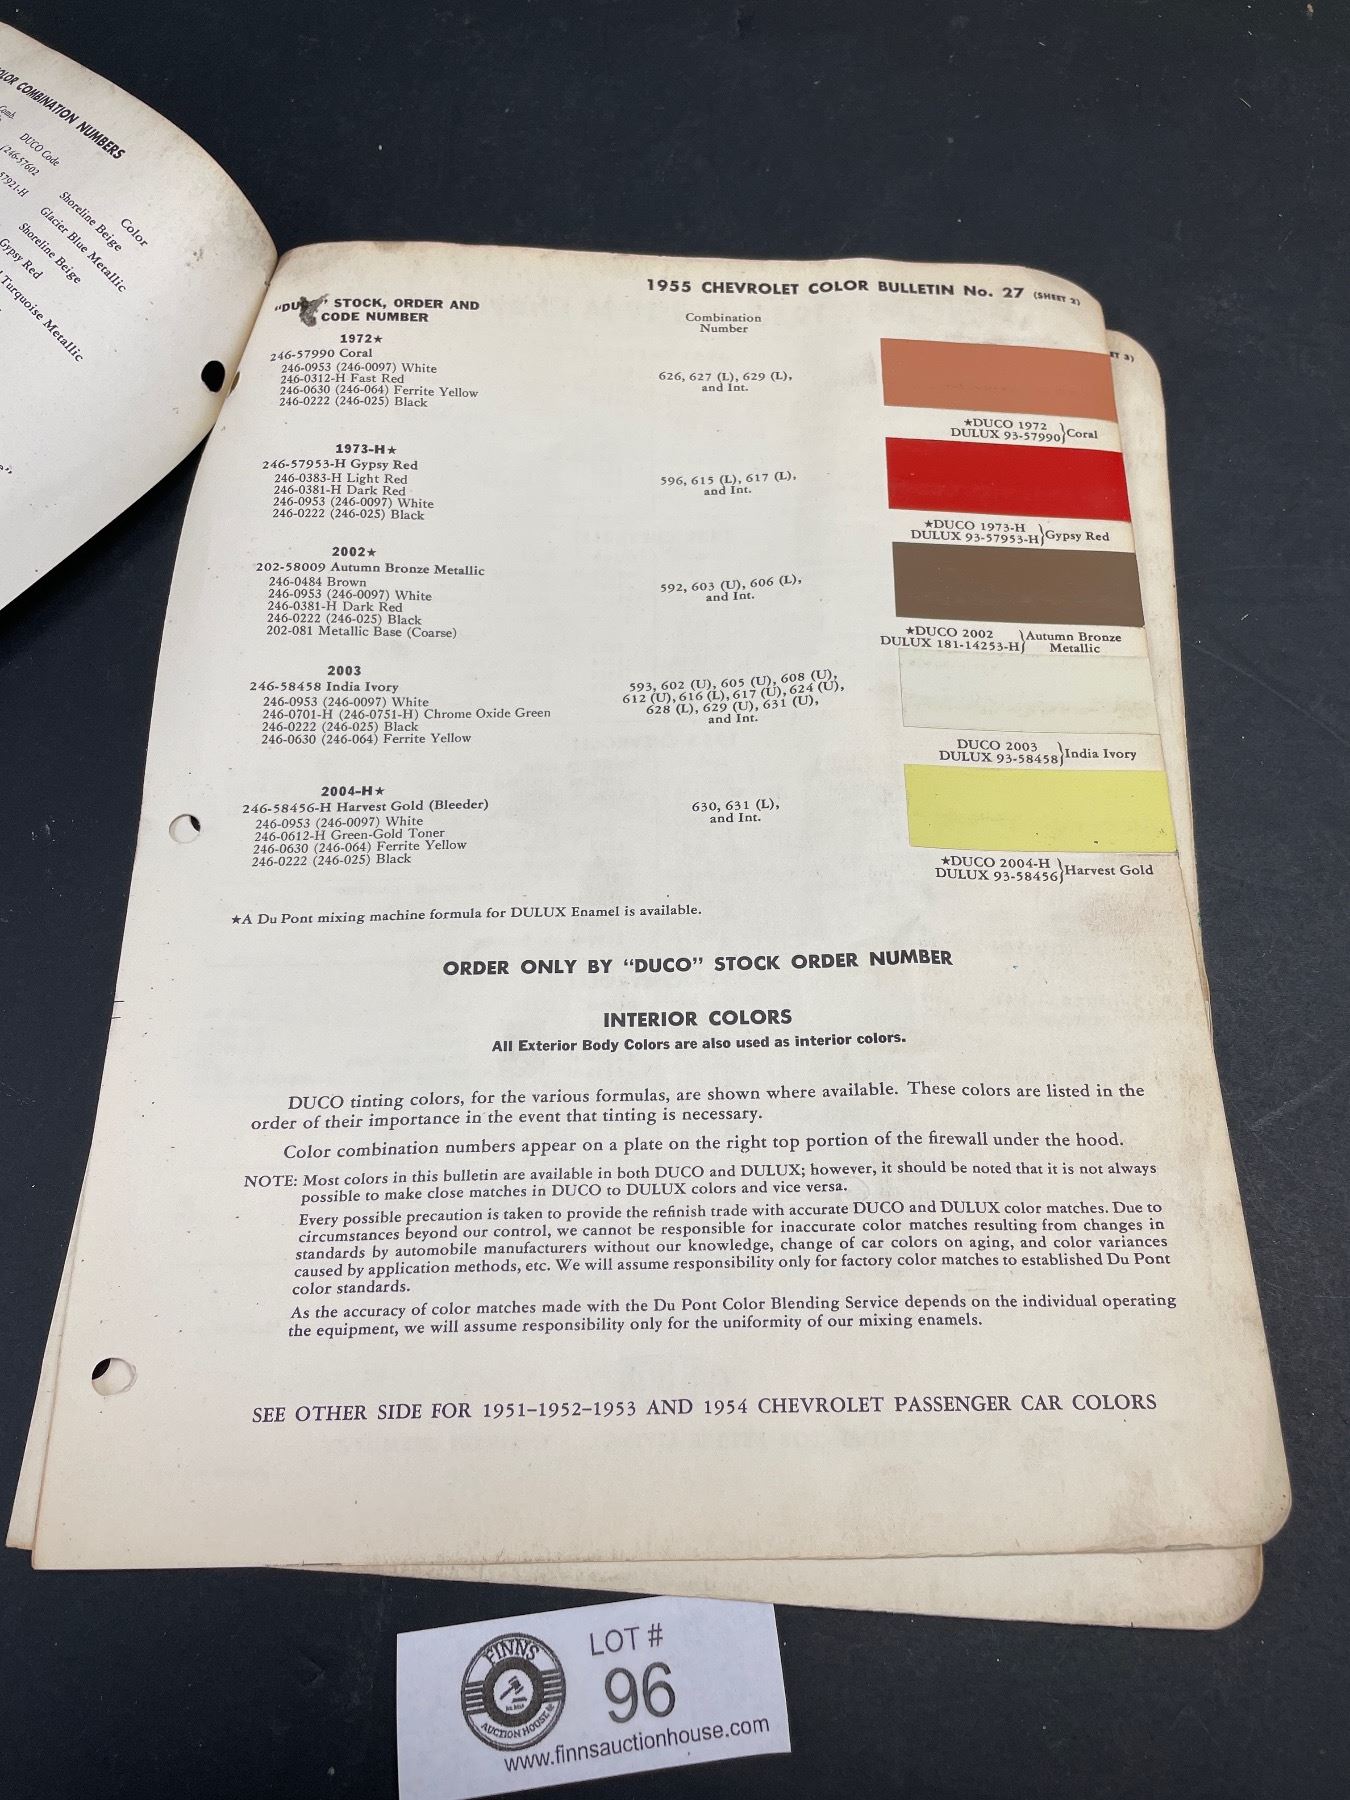 COLOR COMBINATION NUMBERS
Comb.
DUCO Code
Color
(246-57602
Shoreline Beige
57921-H
Glacier Blue Metallic
Shoreline Beige
Gypsy Red
Turquoise Metallic
1955 CHEVROLET COLOR BULLETIN No. 27 (SHEET 2)
ET 3)
STOCK, ORDER AND
CODE NUMBER
Combination
Number
1972★
246-57990 Coral
246-0953 (246-0097) White
246-0312-H Fast Red
246-0630 (246-064) Ferrite Yellow
246-0222 (246-025) Black
626, 627 (L), 629 (L),
and Int.
★DUCO 1972
DULUX 93-57990} Coral
1973-H★
246-57953-H Gypsy Red
246-0383-H Light Red
246-0381-H Dark Red
246-0953 (246-0097) White
246-0222 (246-025) Black
596, 615 (L), 617 (L),
and Int.
★DUCO 1973-H
DULUX 93-57953-H} Gypsy Red
2002★
202-58009 Autumn Bronze Metallic
246-0484 Brown
246-0953 (246-0097) White
246-0381-H Dark Red
246-0222 (246-025) Black
202-081 Metallic Base (Coarse)
592, 603 (U), 606 (L),
and Int.
★DUCO 2002 } Autumn Bronze
DULUX 181-14253-H} Metallic
2003
246-58458 India Ivory
246-0953 (246-0097) White
246-0701-H (246-0751-H) Chrome Oxide Green
246-0222 (246-025) Black
246-0630 (246-064) Ferrite Yellow
593, 602 (U), 605 (U), 608 (U),
612 (U), 616 (L), 617 (U), 624 (U),
628 (L), 629 (U), 631 (U),
and Int.
DUCO 2003
DULUX 93-58458} India Ivory
2004-H★
246-58456-H Harvest Gold (Bleeder)
246-0953 (246-0097) White
246-0612-H Green-Gold Toner
246-0630 (246-064) Ferrite Yellow
246-0222 (246-025) Black
630, 631 (L),
and Int.
★DUCO 2004-H
DULUX 93-58456} Harvest Gold
★A Du Pont mixing machine formula for DULUX Enamel is available.
ORDER ONLY BY “DUCO” STOCK ORDER NUMBER
INTERIOR COLORS
All Exterior Body Colors are also used as interior colors.
DUCO tinting colors, for the various formulas, are shown where available. These colors are listed in the
order of their importance in the event that tinting is necessary.
Color combination numbers appear on a plate on the right top portion of the firewall under the hood.
NOTE: Most colors in this bulletin are available in both DUCO and DULUX; however, it should be noted that it is not always
possible to make close matches in DUCO to DULUX colors and vice versa.
Every possible precaution is taken to provide the refinish trade with accurate DUCO and DULUX color matches. Due to
circumstances beyond our control, we cannot be responsible for inaccurate color matches resulting from changes in
standards by automobile manufacturers without our knowledge, change of car colors on aging, and color variances
caused by application methods, etc. We will assume responsibility only for factory color matches to established Du Pont
color standards.
As the accuracy of color matches made with the Du Pont Color Blending Service depends on the individual operating
the equipment, we will assume responsibility only for the uniformity of our mixing enamels.
SEE OTHER SIDE FOR 1951–1952–1953 AND 1954 CHEVROLET PASSENGER CAR COLORS
FINNS
AUCTION HOUSE
LOT #
96
www.finnsauctionhouse.com